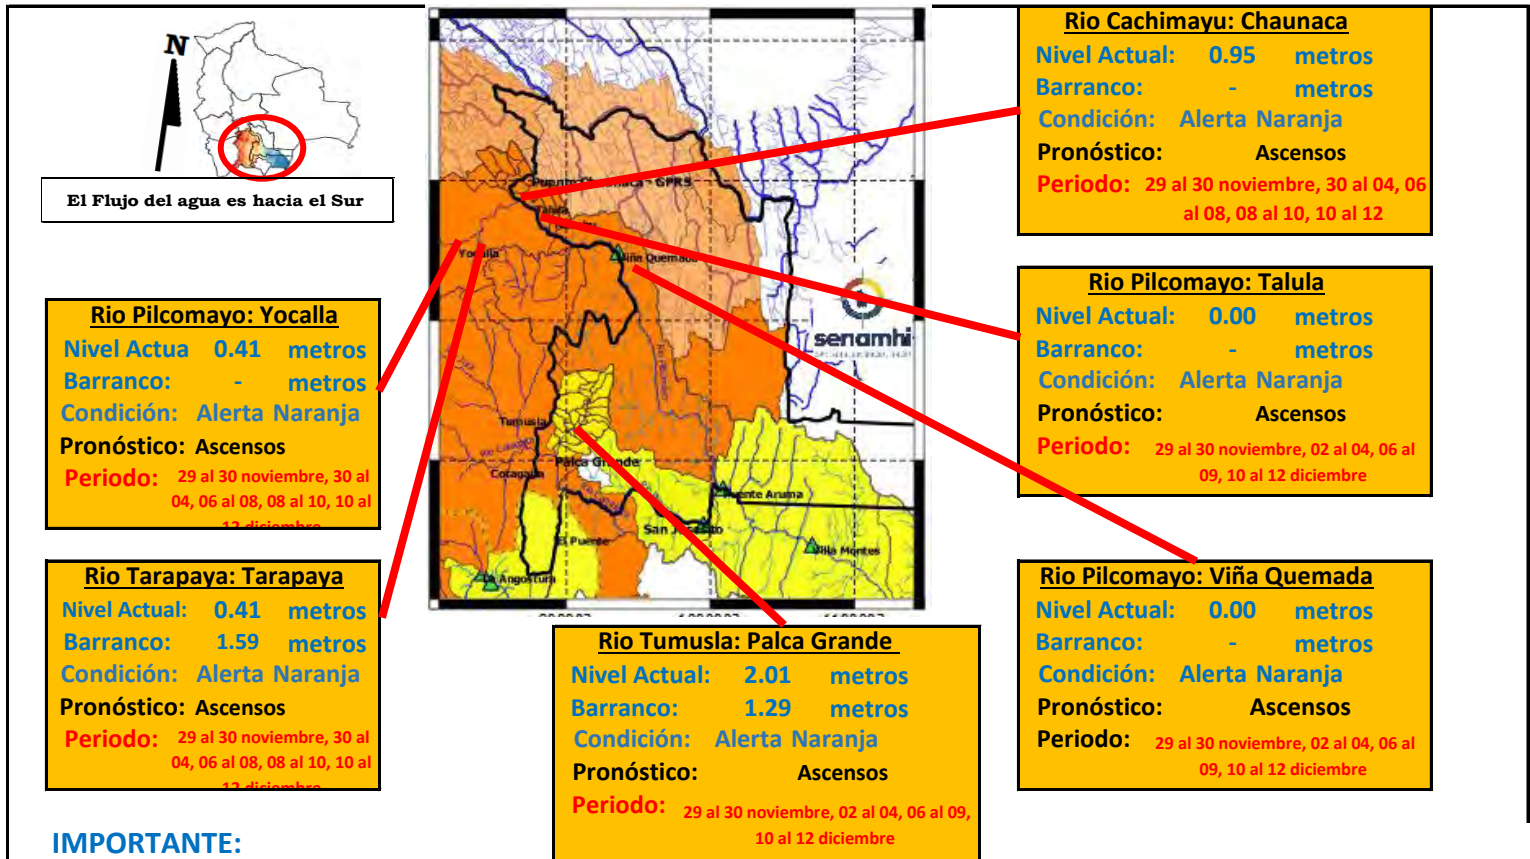 N
El Flujo del agua es hacia el Sur
Rio Cachimayu: Chaunaca
Nivel Actual: 0.95 metros
Barranco: - metros
Condición: Alerta Naranja
Pronóstico: Ascensos
Periodo: 29 al 30 noviembre, 30 al 04, 06
al 08, 08 al 10, 10 al 12
Rio Pilcomayo: Talula
Nivel Actual: 0.00 metros
Barranco: - metros
Condición: Alerta Naranja
Pronóstico: Ascensos
Periodo: 29 al 30 noviembre, 02 al 04, 06 al
09, 10 al 12 diciembre
Rio Pilcomayo: Yocalla
Nivel Actua 0.41 metros
Barranco: - metros
Condición: Alerta Naranja
Pronóstico: Ascensos
Periodo: 29 al 30 noviembre, 30 al
04, 06 al 08, 08 al 10, 10 al
12 diciembre
Rio Tarapaya: Tarapaya
Nivel Actual: 0.41 metros
Barranco: 1.59 metros
Condición: Alerta Naranja
Pronóstico: Ascensos
Periodo: 29 al 30 noviembre, 30 al
04, 06 al 08, 08 al 10, 10 al
12 diciembre
Rio Tumusla: Palca Grande
Nivel Actual: 2.01 metros
Barranco: 1.29 metros
Condición: Alerta Naranja
Pronóstico: Ascensos
Periodo: 29 al 30 noviembre, 02 al 04, 06 al 09,
10 al 12 diciembre
Rio Pilcomayo: Viña Quemada
Nivel Actual: 0.00 metros
Barranco: - metros
Condición: Alerta Naranja
Pronóstico: Ascensos
Periodo: 29 al 30 noviembre, 02 al 04, 06 al
09, 10 al 12 diciembre
Puente GPRS
Yocalla
Viña Quemada
senamhi
Tumusla
Palca Grande
Cotagaita
Puente Aruma
San
El Puente
Villa Montes
La Angostura
IMPORTANTE: